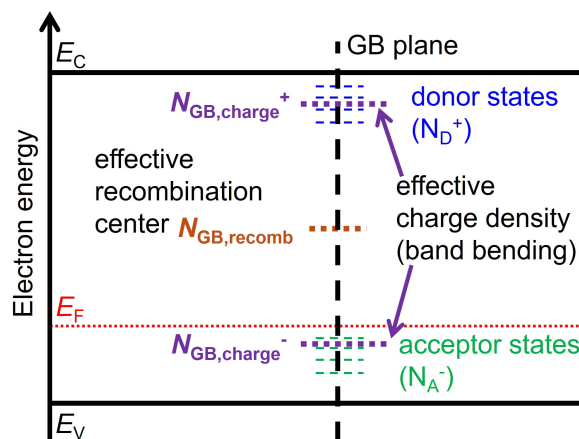 GB plane
E_C
N_GB,charge^+
donor states
(N_D^+)
effective
recombination
center N_GB,recomb
effective
charge density
(band bending)
Electron energy
E_F
N_GB,charge^-
acceptor states
(N_A^-)
E_V